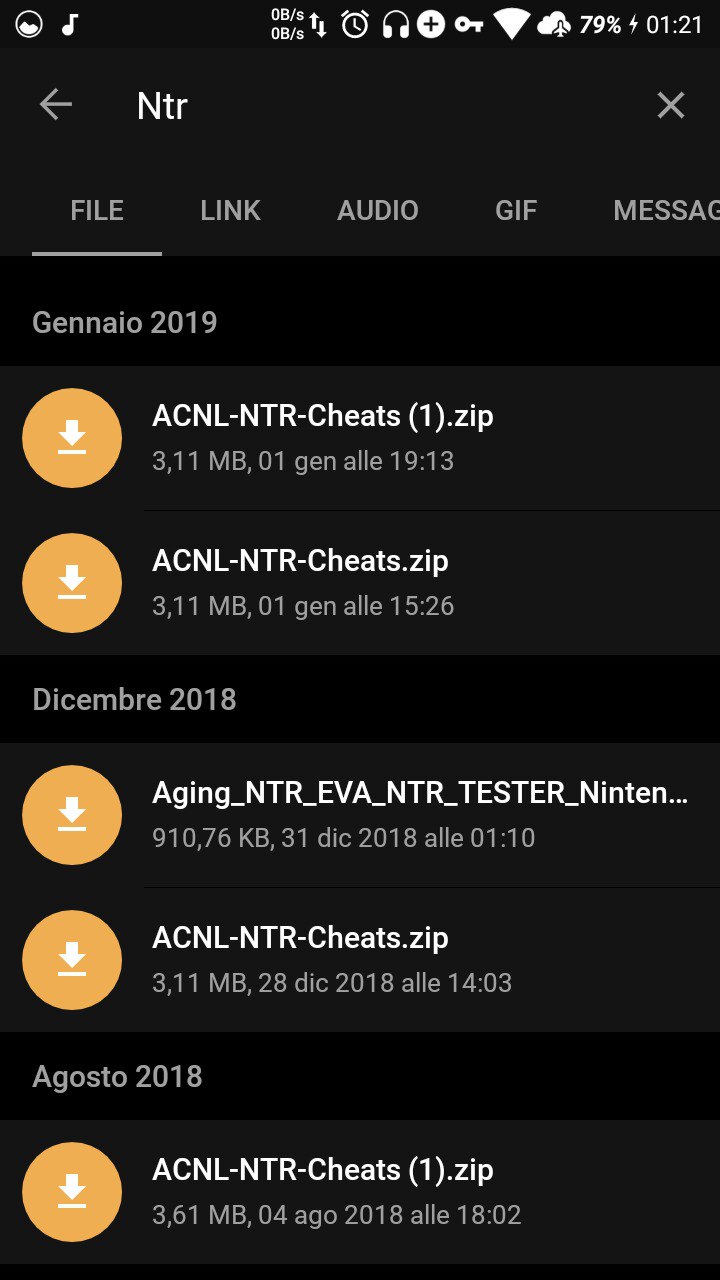 0B/s
0B/s
79% 01:21
Ntr
FILE LINK AUDIO GIF MESSAG
Gennaio 2019
ACNL-NTR-Cheats (1).zip
3,11 MB, 01 gen alle 19:13
ACNL-NTR-Cheats.zip
3,11 MB, 01 gen alle 15:26
Dicembre 2018
Aging_NTR_EVA_NTR_TESTER_Ninten...
910,76 KB, 31 dic 2018 alle 01:10
ACNL-NTR-Cheats.zip
3,11 MB, 28 dic 2018 alle 14:03
Agosto 2018
ACNL-NTR-Cheats (1).zip
3,61 MB, 04 ago 2018 alle 18:02